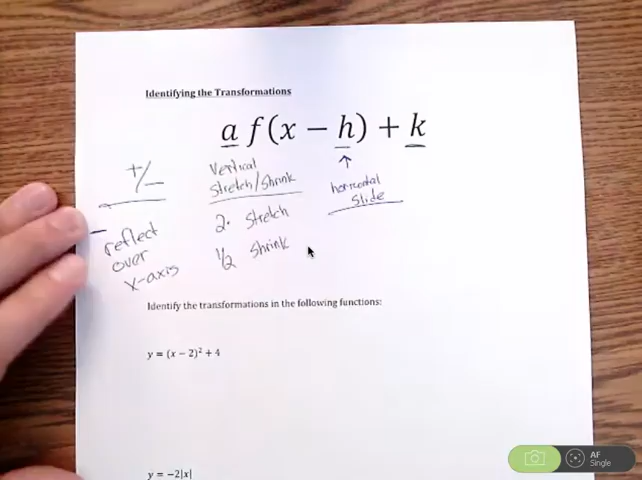 Identifying the Transformations
a f(x − h) + k
+/−
Vertical
Stretch/Shrink
horizontal
Slide
− reflect
over
x-axis
2· Stretch
1/2 Shrink
Identify the transformations in the following functions:
y = (x − 2)² + 4
y = −2|x|
AF
Single